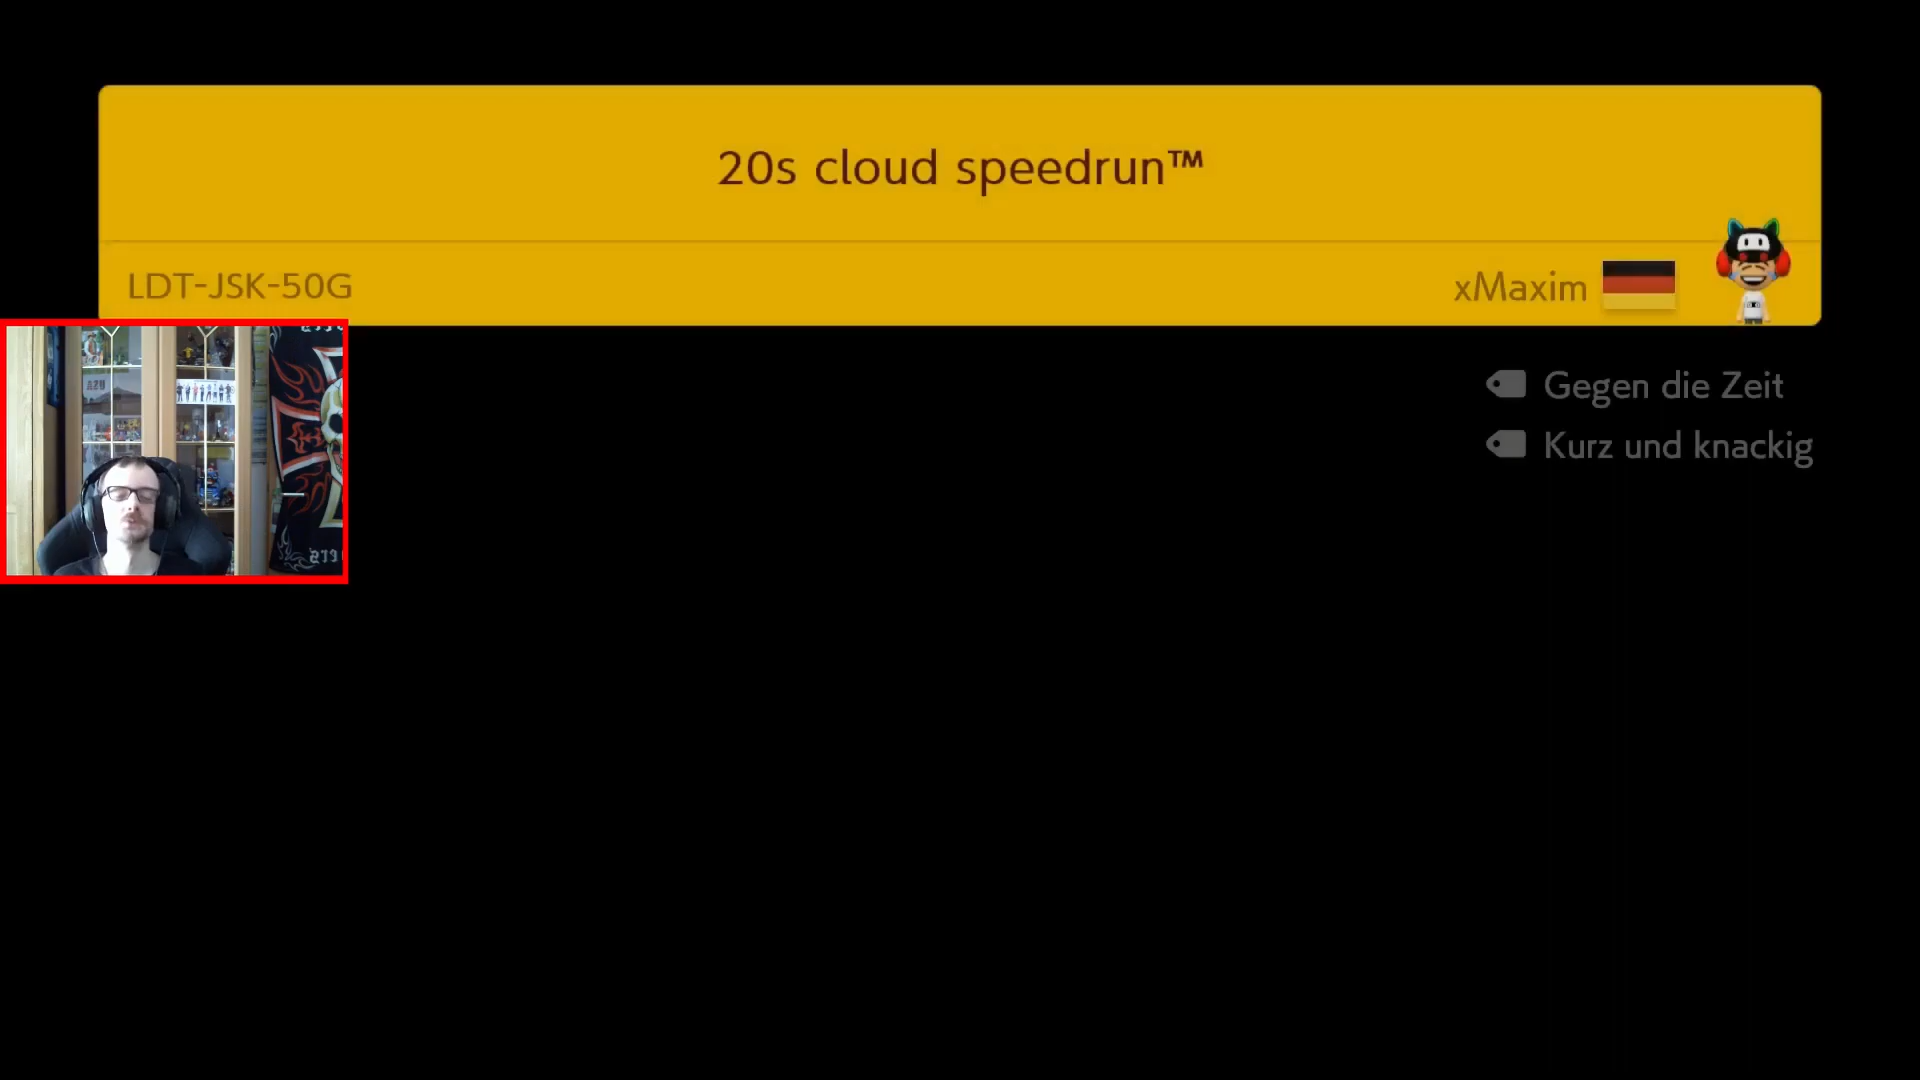 20s cloud speedrun™
LDT-JSK-50G
xMaxim
Gegen die Zeit
Kurz und knackig